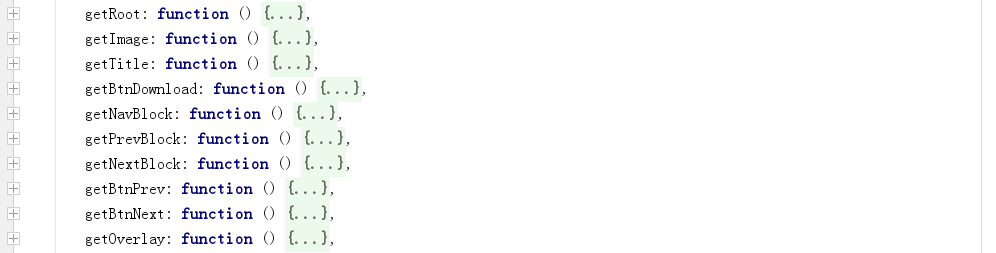 getRoot: function () {...},
getImage: function () {...},
getTitle: function () {...},
getBtnDownload: function () {...},
getNavBlock: function () {...},
getPrevBlock: function () {...},
getNextBlock: function () {...},
getBtnPrev: function () {...},
getBtnNext: function () {...},
getOverlay: function () {...},